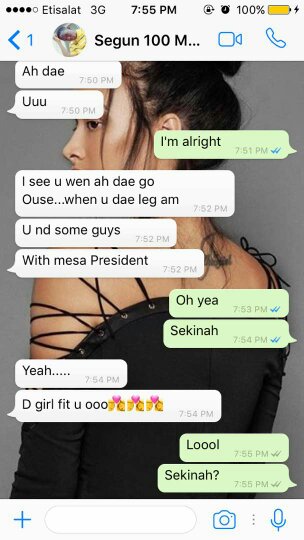 Etisalat 3G 7:55 PM 100%
1 Segun 100 M...
Ah dae
7:50 PM
Uuu
7:50 PM
I'm alright
7:51 PM
I see u wen ah dae go
Ouse...when u dae leg am
7:52 PM
U nd some guys
7:52 PM
With mesa President
7:52 PM
Oh yea
7:53 PM
Sekinah
7:54 PM
Yeah.....
7:54 PM
D girl fit u ooo💏💏💏
7:54 PM
Loool
7:55 PM
Sekinah?
7:55 PM